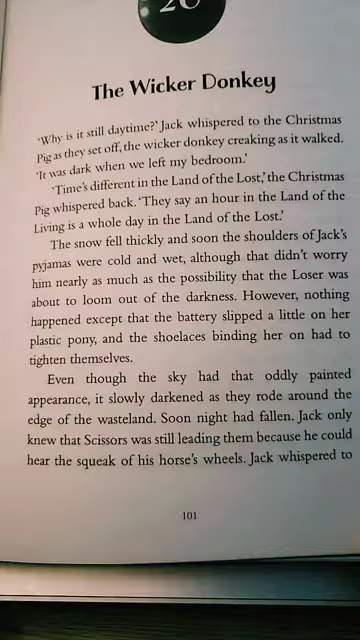 20
The Wicker Donkey
'Why is it still daytime?' Jack whispered to the Christmas
Pig as they set off, the wicker donkey creaking as it walked.
'It was dark when we left my bedroom.'
'Time's different in the Land of the Lost,' the Christmas
Pig whispered back. 'They say an hour in the Land of the
Living is a whole day in the Land of the Lost.'
The snow fell thickly and soon the shoulders of Jack's
pyjamas were cold and wet, although that didn't worry
him nearly as much as the possibility that the Loser was
about to loom out of the darkness. However, nothing
happened except that the battery slipped a little on her
plastic pony, and the shoelaces binding her on had to
tighten themselves.
Even though the sky had that oddly painted
appearance, it slowly darkened as they rode around the
edge of the wasteland. Soon night had fallen. Jack only
knew that Scissors was still leading them because he could
hear the squeak of his horse's wheels. Jack whispered to
101